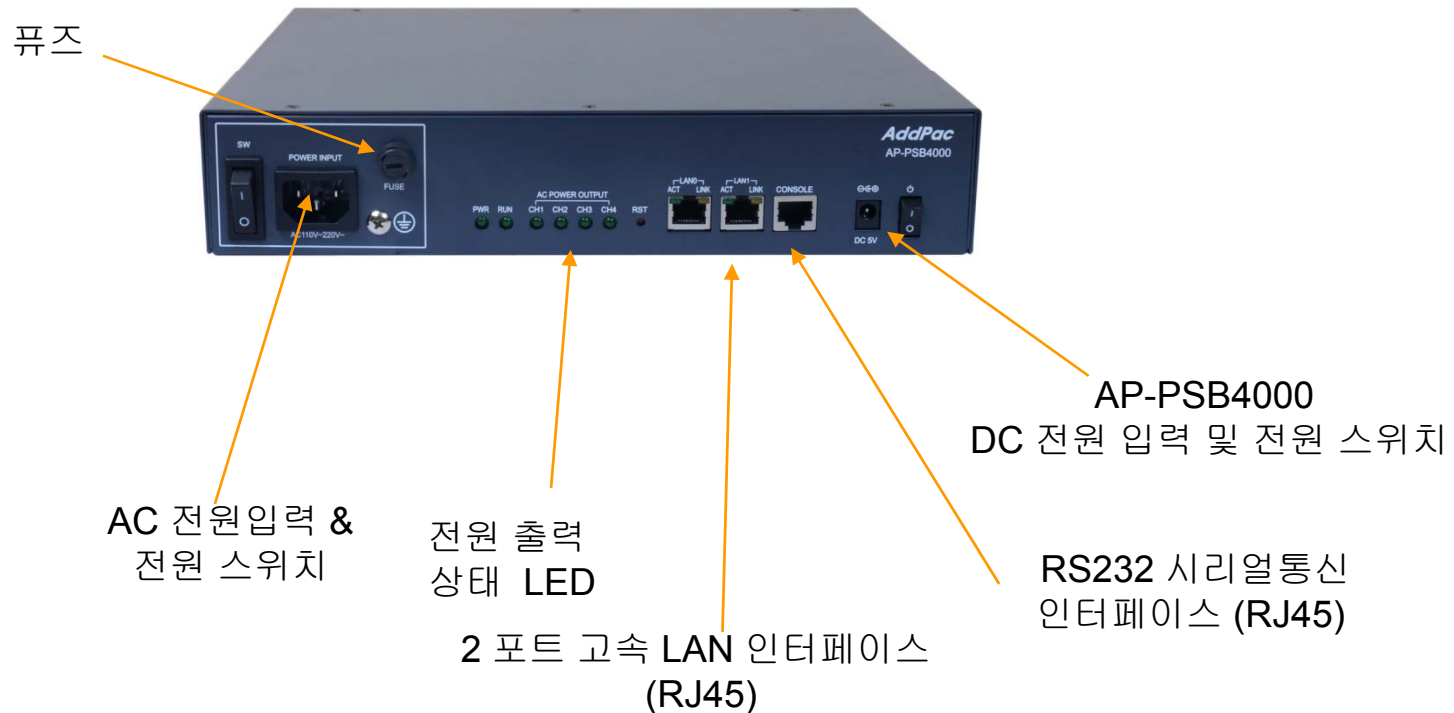 퓨즈
AddPac
AP-PSB4000
SW
POWER INPUT
FUSE
AC110V~220V~
AC POWER OUTPUT
PWR RUN CH1 CH2 CH3 CH4 RST
LAN0
ACT LINK
LAN1
ACT LINK
CONSOLE
DC 5V
I
O
I
O
AP-PSB4000
DC 전원 입력 및 전원 스위치
AC 전원입력 &
전원 스위치
전원 출력
상태 LED
RS232 시리얼통신
인터페이스 (RJ45)
2 포트 고속 LAN 인터페이스
(RJ45)